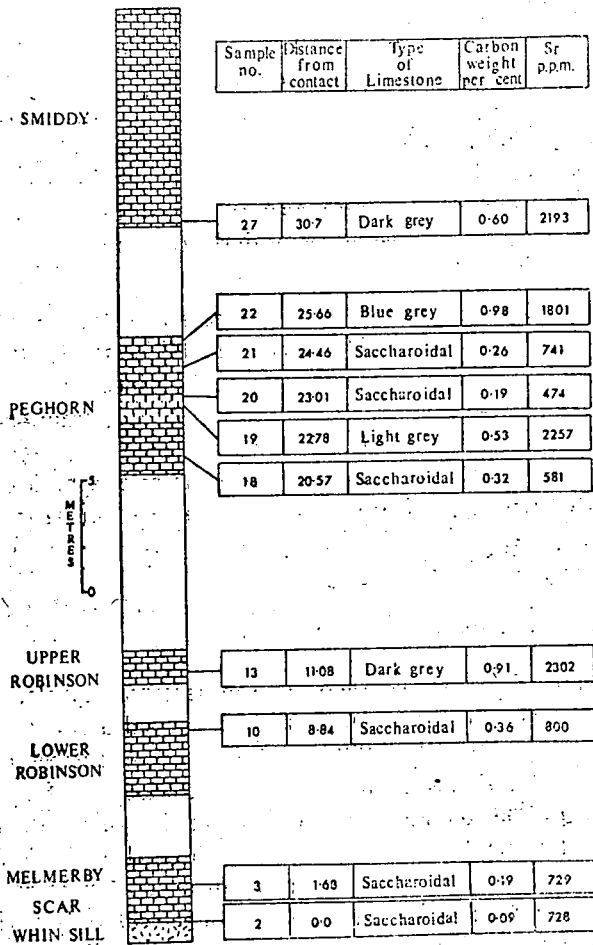 Sample no.
Distance from contact
Type of Limestone
Carbon weight per cent
Sr p.p.m.
SMIDDY
27 30·7 Dark grey 0·60 2193
22 25·66 Blue grey 0·98 1801
21 24·46 Saccharoidal 0·26 741
20 23·01 Saccharoidal 0·19 474
PEGHORN
19 22·78 Light grey 0·53 2257
18 20·57 Saccharoidal 0·32 581
5
METRES
0
UPPER
ROBINSON
13 11·08 Dark grey 0·91 2302
10 8·84 Saccharoidal 0·36 800
LOWER
ROBINSON
MELMERBY
SCAR
3 1·63 Saccharoidal 0·19 729
2 0·0 Saccharoidal 0·09 728
WHIN SILL